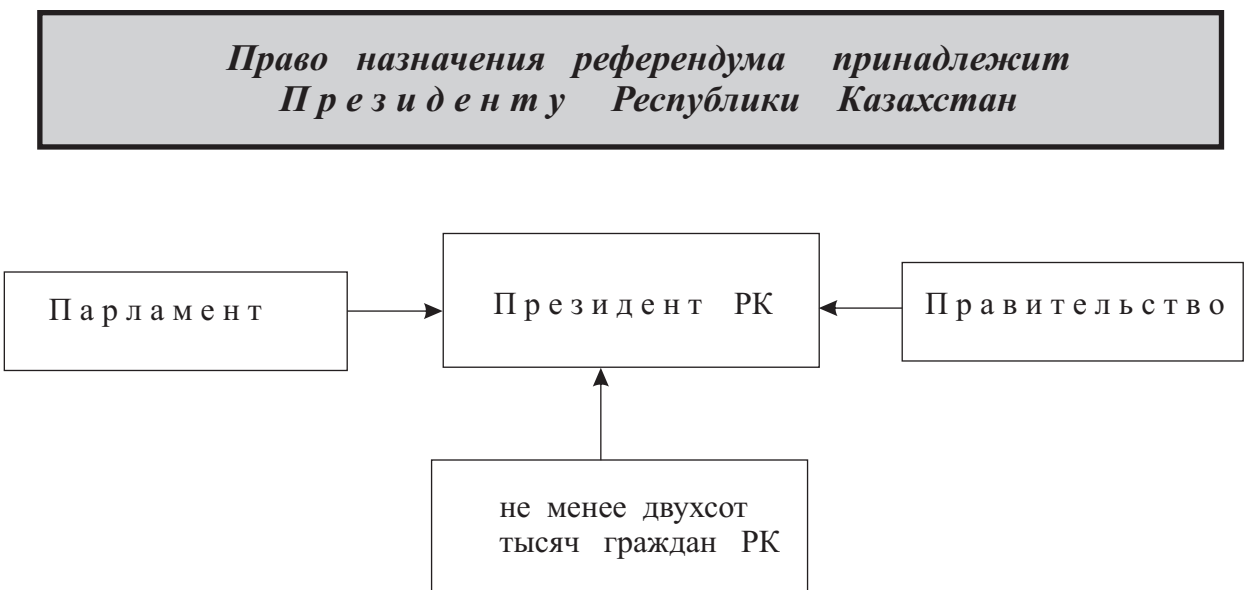 Право назначения референдума принадлежит
Президенту Республики Казахстан
Парламент
Президент РК
Правительство
не менее двухсот
тысяч граждан РК